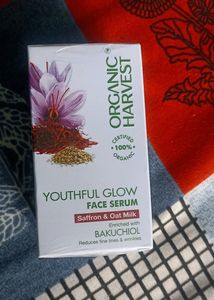 ORGANIC
HARVEST
CERTIFIED
100%
ORGANIC
YOUTHFUL GLOW
FACE SERUM
Saffron & Oat Milk
Enriched with
BAKUCHIOL
Reduces fine lines & wrinkles